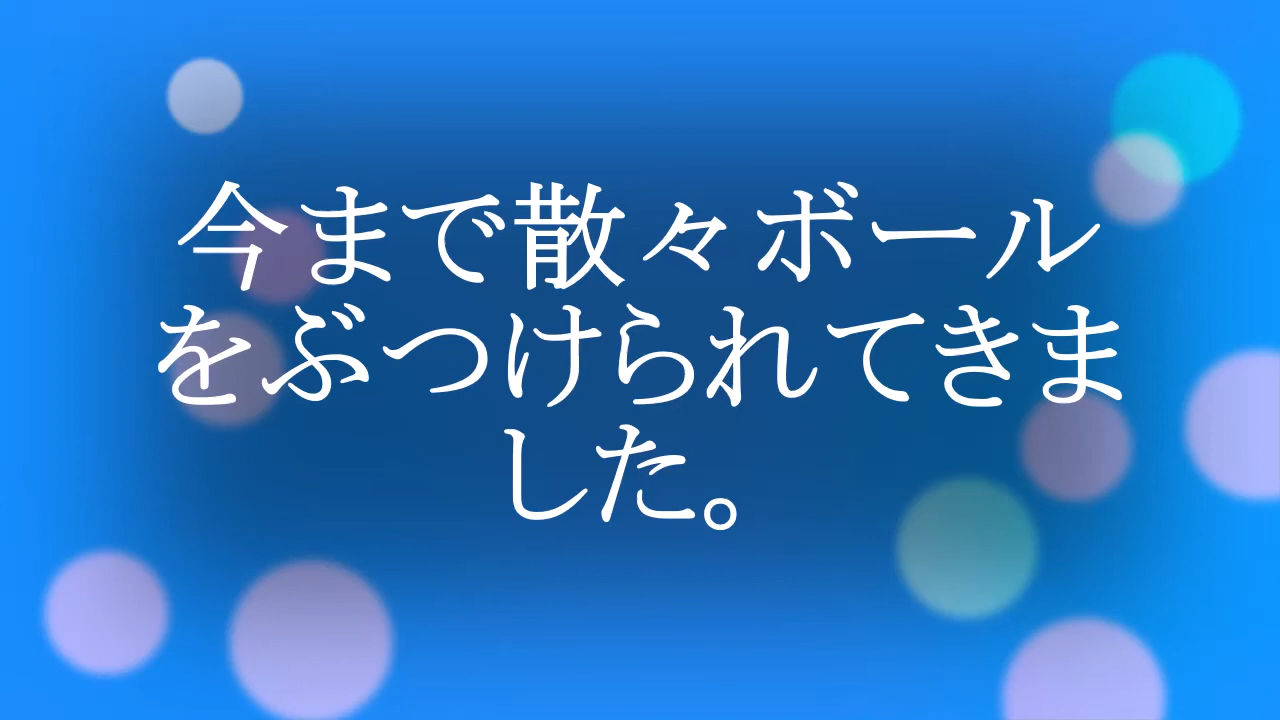 今まで散々ボール
をぶつけられてきま
した。